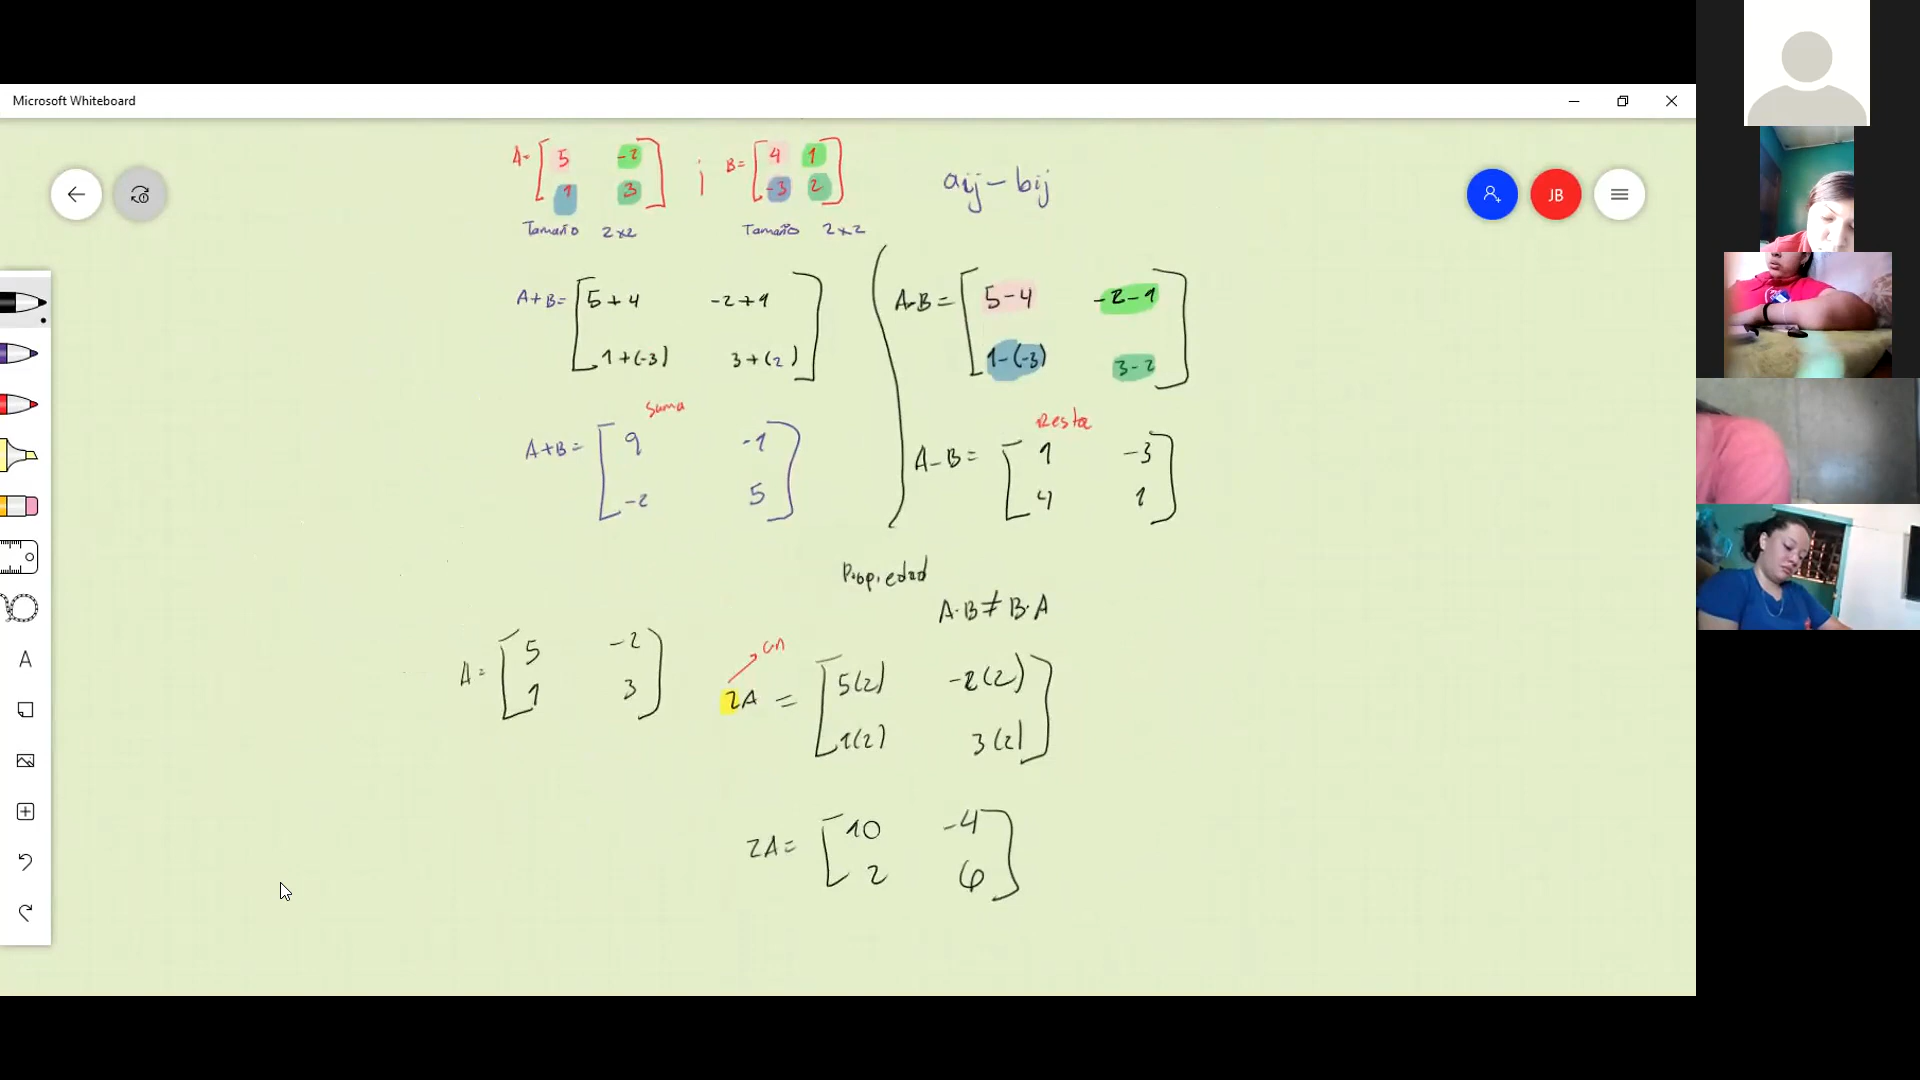 Microsoft Whiteboard
A= [ 5 -2 ; B= [ 4 1
1 3 ] -3 2 ]
aij - bij
Tamaño 2x2 Tamaño 2x2
JB
A+B= [ 5+4 -2+1
1+(-3) 3+(2) ]
A-B= [ 5-4 -2-1
1-(-3) 3-2 ]
Suma
A+B= [ 9 -1
-2 5 ]
Resta
A-B= [ 1 -3
4 1 ]
Propiedad
A·B≠B·A
A= [ 5 -2
1 3 ]
2A = [ 5(2) -2(2)
1(2) 3(2) ]
2A= [ 10 -4
2 6 ]
A